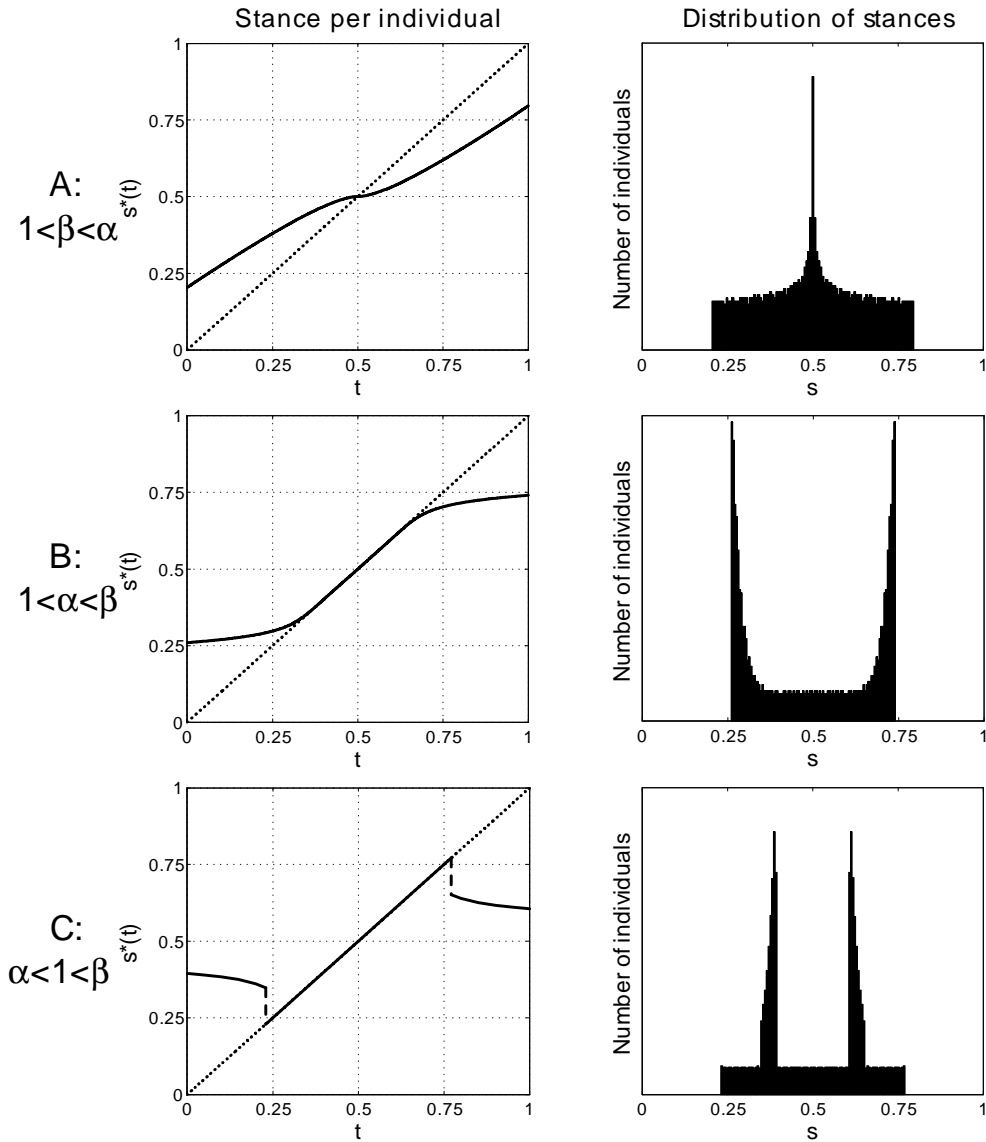 Stance per individual
Distribution of stances
A:
1<β<α
s*(t)
1
0.75
0.5
0.25
0
0 0.25 0.5 0.75 1
t
Number of individuals
0 0.25 0.5 0.75 1
s
B:
1<α<β
s*(t)
1
0.75
0.5
0.25
0
0 0.25 0.5 0.75 1
t
Number of individuals
0 0.25 0.5 0.75 1
s
C:
α<1<β
s*(t)
1
0.75
0.5
0.25
0
0 0.25 0.5 0.75 1
t
Number of individuals
0 0.25 0.5 0.75 1
s